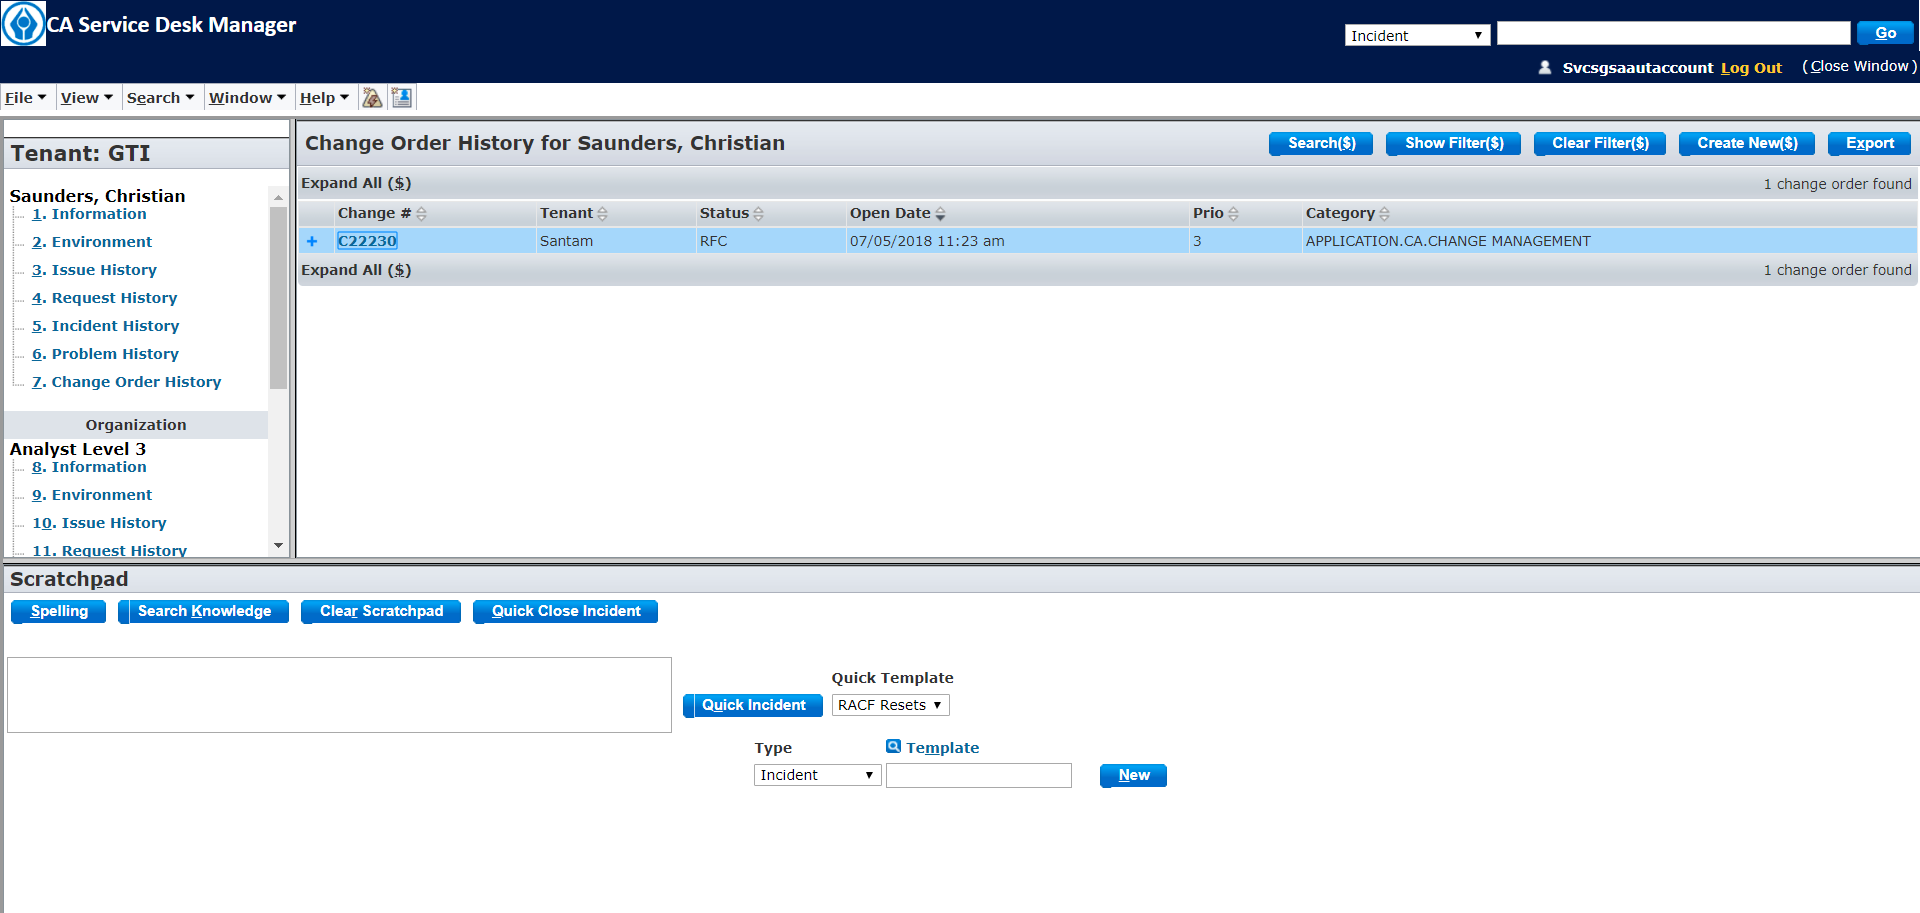 CA Service Desk Manager
Incident
Go
Svcsgsaautaccount Log Out (Close Window)
File View Search Window Help
Tenant: GTI
Saunders, Christian
1. Information
2. Environment
3. Issue History
4. Request History
5. Incident History
6. Problem History
7. Change Order History
Organization
Analyst Level 3
8. Information
9. Environment
10. Issue History
11. Request History
Change Order History for Saunders, Christian
Search($) Show Filter($) Clear Filter($) Create New($) Export
Expand All ($) 1 change order found
Change # Tenant Status Open Date Prio Category
+ C22230 Santam RFC 07/05/2018 11:23 am 3 APPLICATION.CA.CHANGE MANAGEMENT
Expand All ($) 1 change order found
Scratchpad
Spelling Search Knowledge Clear Scratchpad Quick Close Incident
Quick Template
Quick Incident RACF Resets
Type Template
Incident New